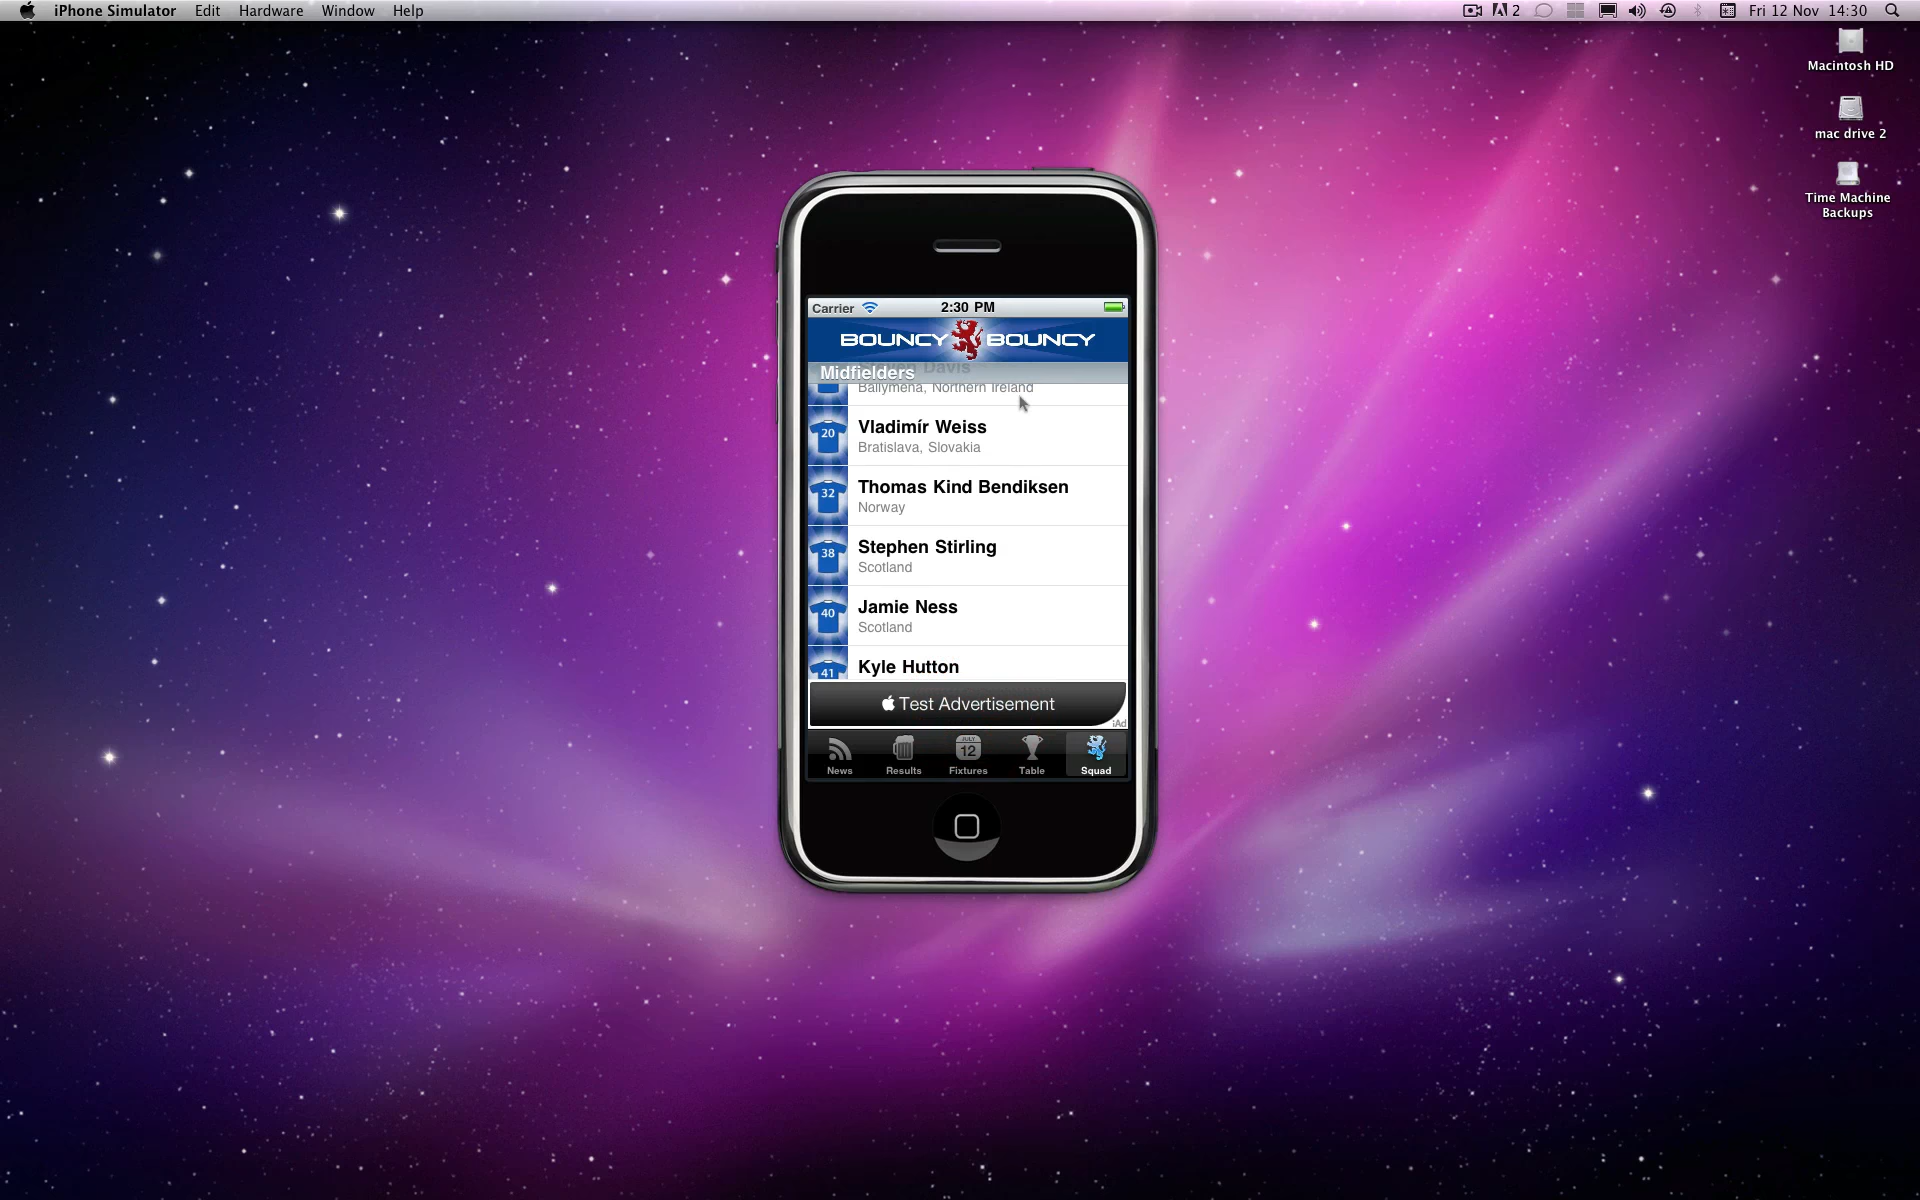 iPhone Simulator Edit Hardware Window Help
2 Fri 12 Nov 14:30
Macintosh HD
mac drive 2
Time Machine
Backups
Carrier 2:30 PM
BOUNCY BOUNCY
Davis
Midfielders
Ballymena, Northern Ireland
20
Vladimír Weiss
Bratislava, Slovakia
32
Thomas Kind Bendiksen
Norway
38
Stephen Stirling
Scotland
40
Jamie Ness
Scotland
41
Kyle Hutton
Test Advertisement
iAd
JULY
12
News Results Fixtures Table Squad